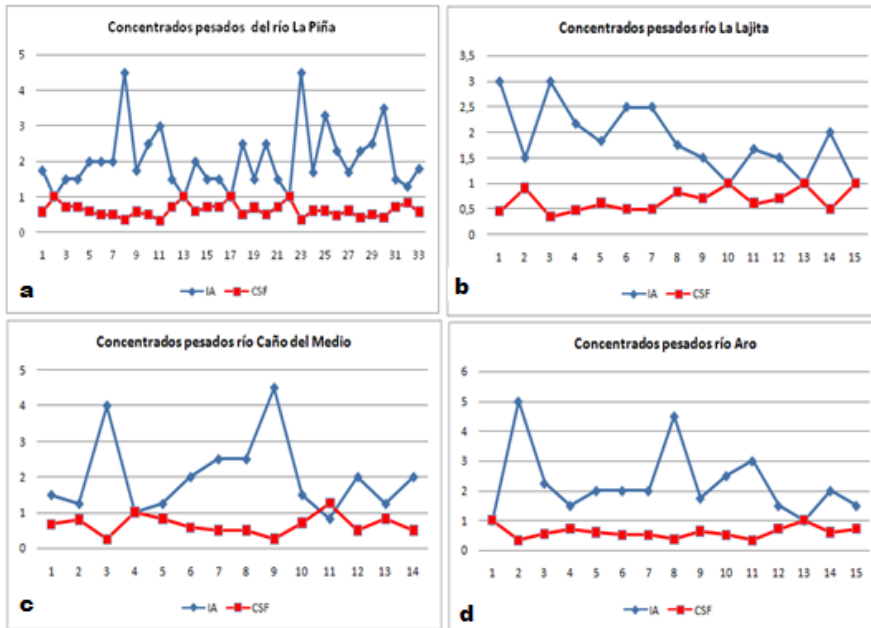 Concentrados pesados del río La Piña
5
4
3
2
1
0
1 3 5 7 9 11 13 15 17 19 21 23 25 27 29 31 33
IA CSF
a
Concentrados pesados río La Lajita
3,5
3
2,5
2
1,5
1
0,5
0
1 2 3 4 5 6 7 8 9 10 11 12 13 14 15
IA CSF
b
Concentrados pesados río Caño del Medio
5
4
3
2
1
0
1 2 3 4 5 6 7 8 9 10 11 12 13 14
IA CSF
c
Concentrados pesados río Aro
6
5
4
3
2
1
0
1 2 3 4 5 6 7 8 9 10 11 12 13 14 15
IA CSF
d